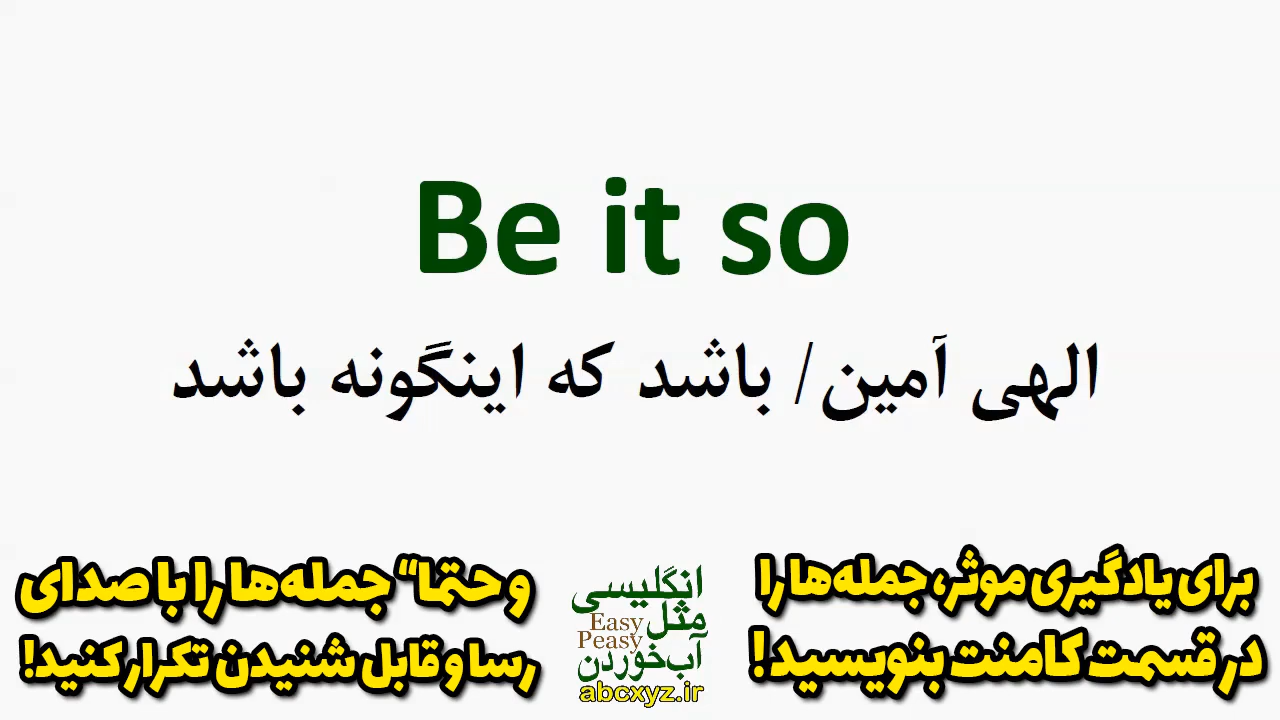 Be it so
الهی آمین/ باشد که اینگونه باشد
برای یادگیری موثر، جمله‌ها را
در قسمت کامنت بنویسید!
انگلیسی
مثل
Easy
Peasy
آب خوردن
abcxyz.ir
و حتما“ جمله‌ها را با صدای
رسا و قابل شنیدن تکرار کنید!